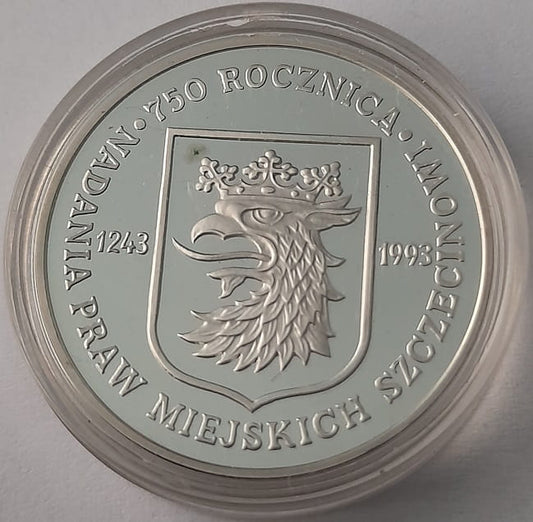 750 ROCZNICA · NADANIA PRAW MIEJSKICH SZCZECINOWI ·
1243
1993